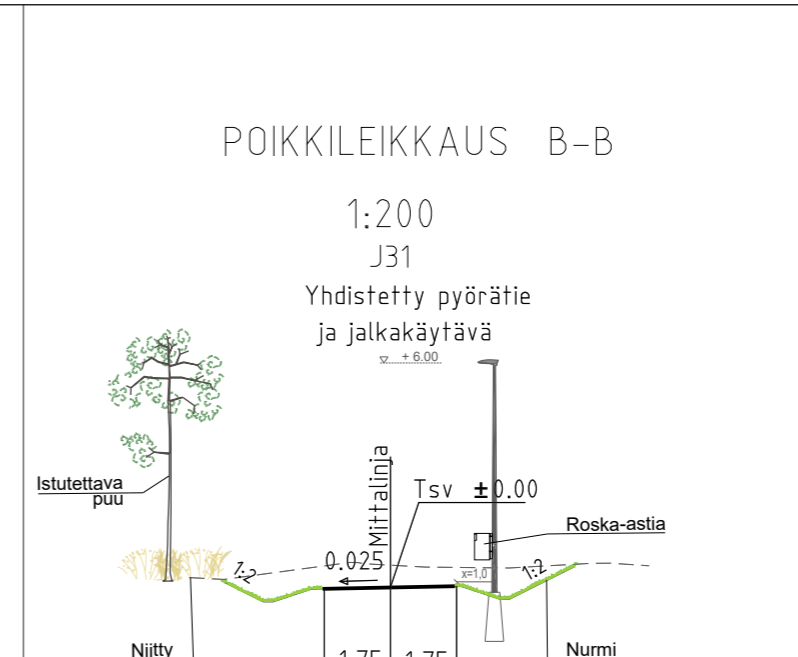 POIKKILEIKKAUS B-B
1:200
J31
Yhdistetty pyörätie
ja jalkakäytävä
+ 6.00
Mittalinja
Istutettava
puu
Tsv ±0.00
Roska-astia
0.025
1:2
x=1,0
1:2
Niitty
1.75
1.75
Nurmi